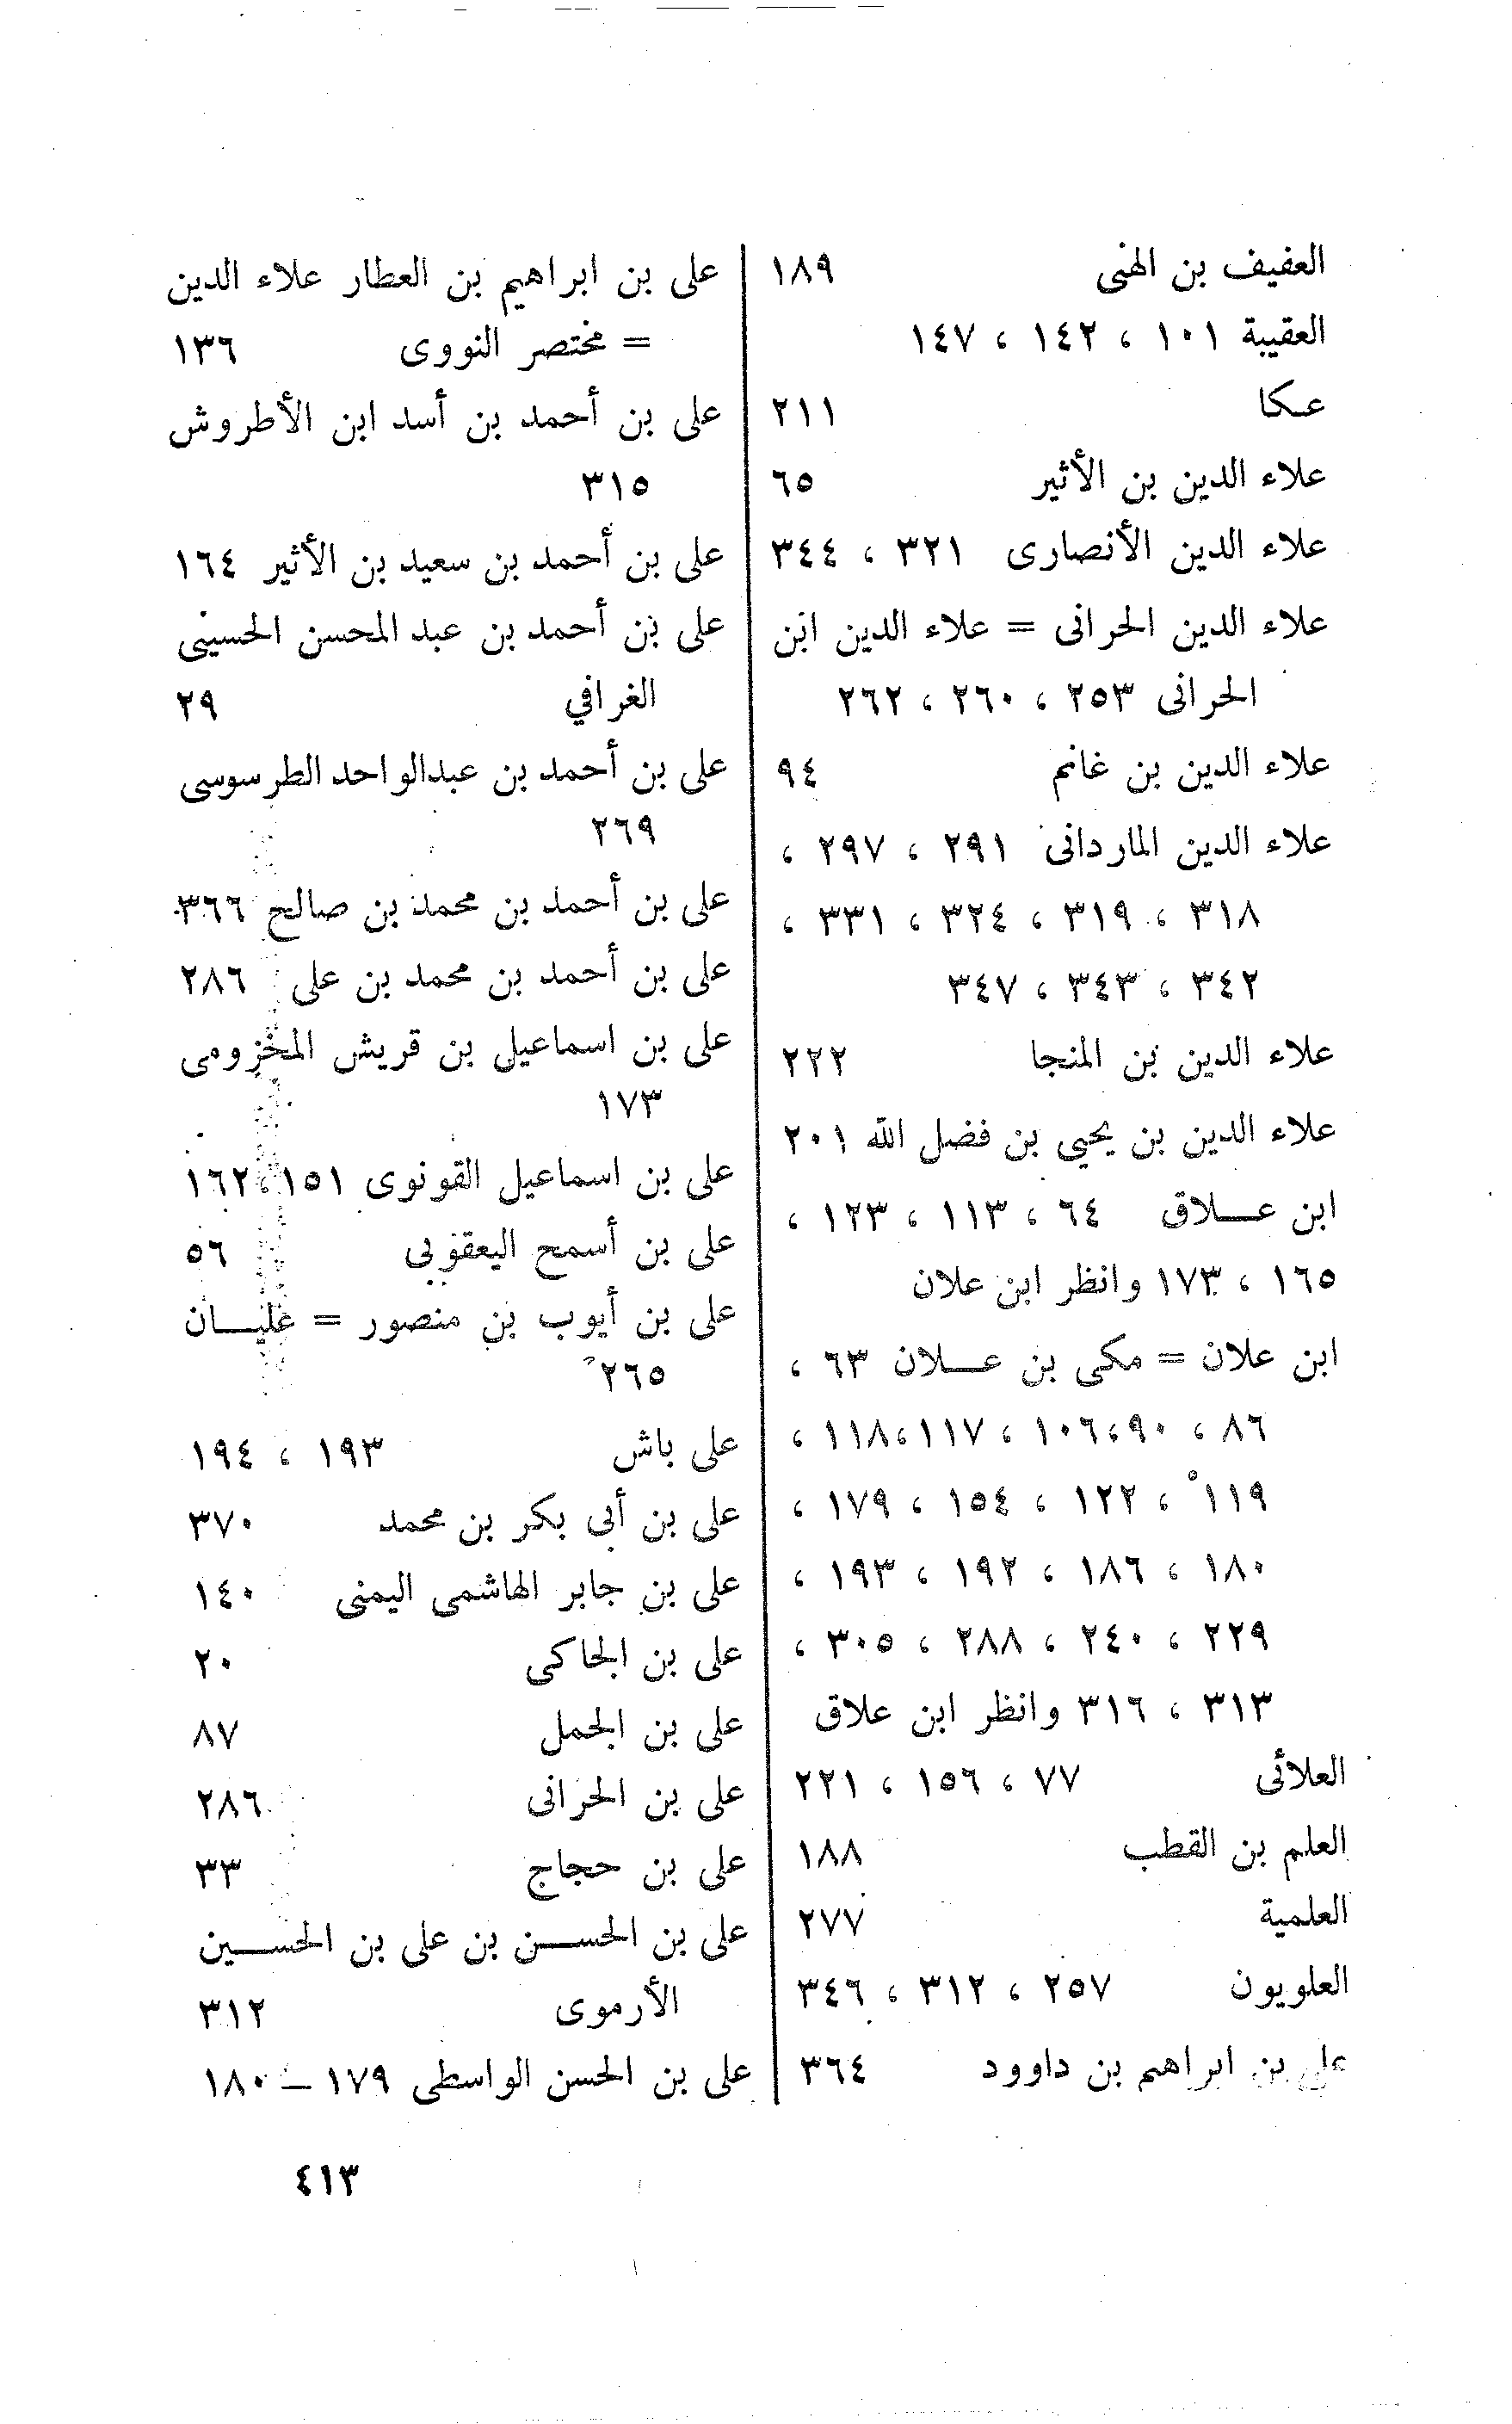 العفيف بن الهنى ١٨٩
العقيبة ١٠١ ، ١٤٢ ، ١٤٧
عكا ٢١١
علاء الدين بن الأثير ٦٥
علاء الدين الأنصارى ٣٢١ ، ٣٤٤
علاء الدين الحرانى = علاء الدين ابن
الحرانى ٢٥٣ ، ٢٦٠ ، ٢٦٢
علاء الدين بن غانم ٩٤
علاء الدين الماردانى ٢٩١ ، ٢٩٧ ،
٣١٨ ، ٣١٩ ، ٣٢٤ ، ٣٣١ ،
٣٤٢ ، ٣٤٣ ، ٣٤٧
علاء الدين بن المنجا ٢٢٢
علاء الدين بن يحيى بن فضل الله ٢٠١
ابن عـــلاق ٦٤ ، ١١٣ ، ١٢٣ ،
١٦٥ ، ١٧٣ وانظر ابن علان
ابن علان = مكى بن عـــلان ٦٣ ،
٨٦ ، ٩٠،١٠٦ ، ١١٧،١١٨ ،
١١٩ ، ١٢٢ ، ١٥٤ ، ١٧٩ ،
١٨٠ ، ١٨٦ ، ١٩٢ ، ١٩٣ ،
٢٢٩ ، ٢٤٠ ، ٢٨٨ ، ٣٠٥ ،
٣١٣ ، ٣١٦ وانظر ابن علاق
العلائى ٧٧ ، ١٥٦ ، ٢٢١
العلم بن القطب ١٨٨
العلمية ٢٧٧
العلويون ٢٥٧ ، ٣١٢ ، ٣٤٦
على بن ابراهيم بن داوود ٣٦٤
على بن ابراهيم بن العطار علاء الدين
= مختصر النووى ١٣٦
على بن أحمد بن أسد ابن الأطروش
٣١٥
على بن أحمد بن سعيد بن الأثير ١٦٤
على بن أحمد بن عبد المحسن الحسينى
الغرافي ٢٩
على بن أحمد بن عبدالواحد الطرسوسى
٢٦٩
على بن أحمد بن محمد بن صالح ٣٦٦
على بن أحمد بن محمد بن على ٢٨٦
على بن اسماعيل بن قريش المخزومى
١٧٣
على بن اسماعيل القونوى ١٥١،١٦٢
على بن أسمح اليعقوبى ٥٦
على بن أيوب بن منصور = عليـــان
٢٦٥
على باش ١٩٣ ، ١٩٤
على بن أبى بكر بن محمد ٣٧٠
على بن جابر الهاشمى اليمنى ١٤٠
على بن الجاكى ٢٠
على بن الجمل ٨٧
على بن الحرانى ٢٨٦
على بن حجاج ٣٣
على بن الحســـن بن على بن الحســـين
الأرموى ٣١٢
على بن الحسن الواسطى ١٧٩ – ١٨٠
٤١٣